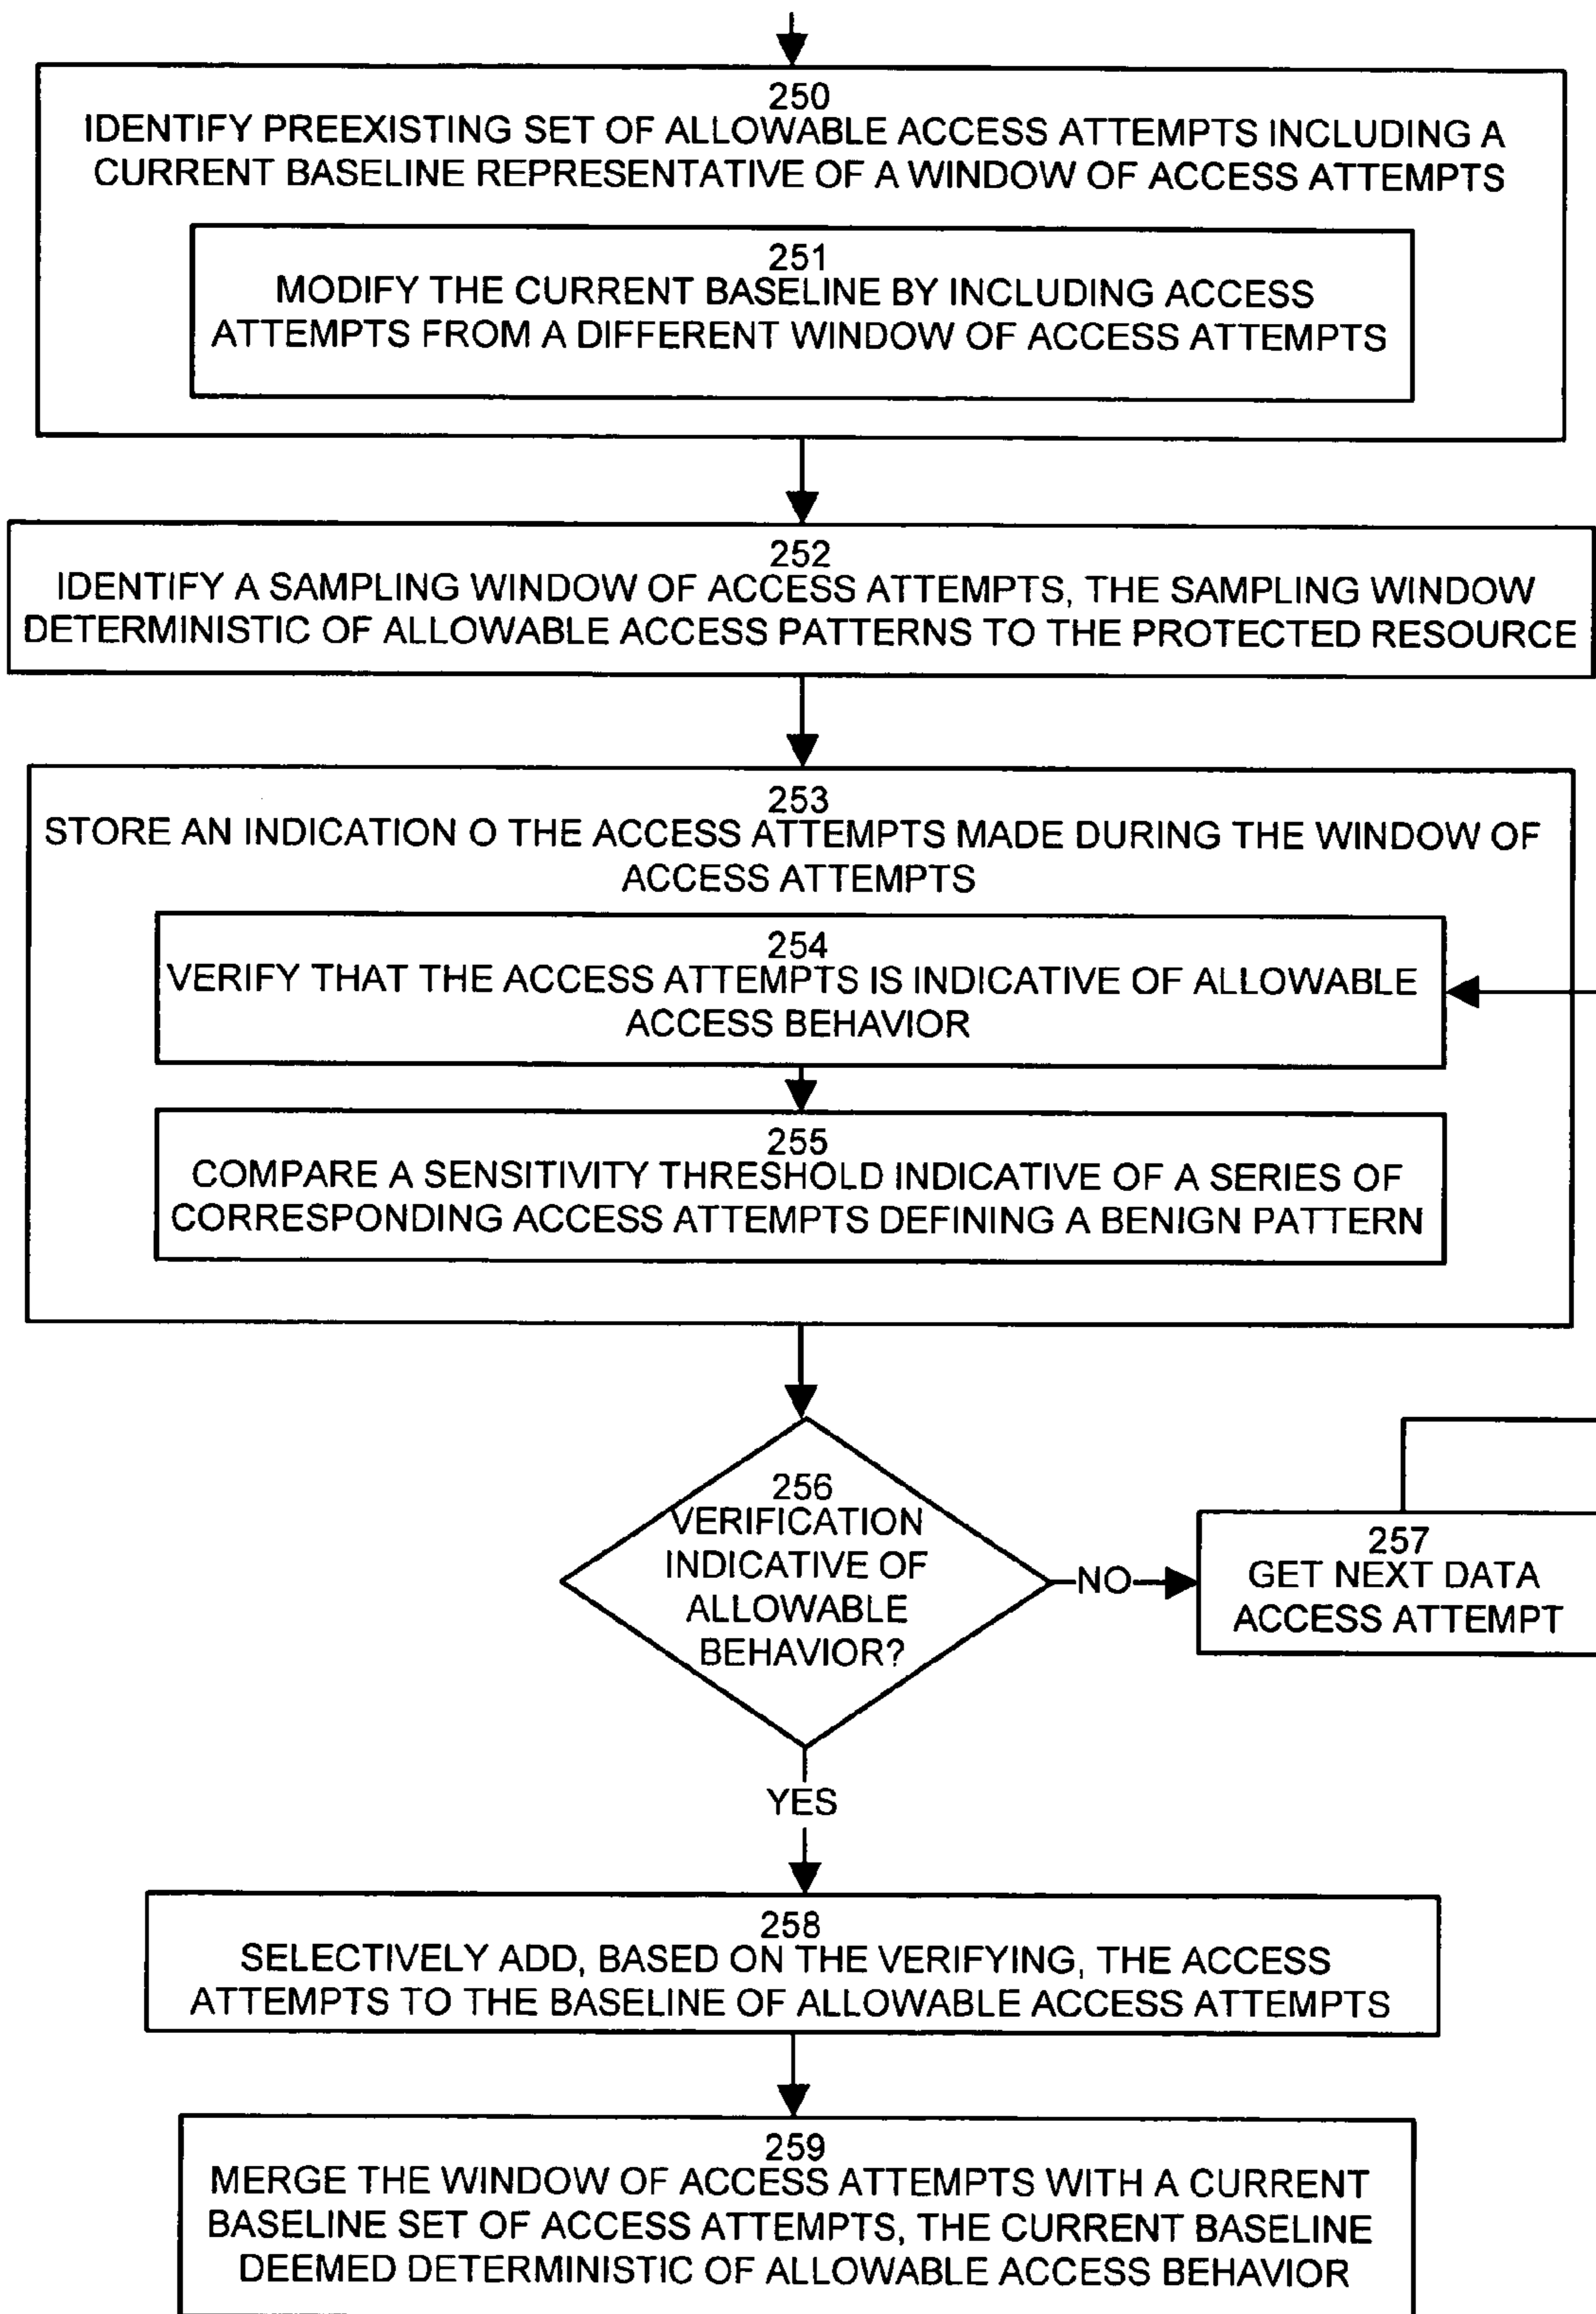 250
IDENTIFY PREEXISTING SET OF ALLOWABLE ACCESS ATTEMPTS INCLUDING A
CURRENT BASELINE REPRESENTATIVE OF A WINDOW OF ACCESS ATTEMPTS
251
MODIFY THE CURRENT BASELINE BY INCLUDING ACCESS
ATTEMPTS FROM A DIFFERENT WINDOW OF ACCESS ATTEMPTS
252
IDENTIFY A SAMPLING WINDOW OF ACCESS ATTEMPTS, THE SAMPLING WINDOW
DETERMINISTIC OF ALLOWABLE ACCESS PATTERNS TO THE PROTECTED RESOURCE
253
STORE AN INDICATION O THE ACCESS ATTEMPTS MADE DURING THE WINDOW OF
ACCESS ATTEMPTS
254
VERIFY THAT THE ACCESS ATTEMPTS IS INDICATIVE OF ALLOWABLE
ACCESS BEHAVIOR
255
COMPARE A SENSITIVITY THRESHOLD INDICATIVE OF A SERIES OF
CORRESPONDING ACCESS ATTEMPTS DEFINING A BENIGN PATTERN
256
VERIFICATION
INDICATIVE OF
ALLOWABLE
BEHAVIOR?
NO
257
GET NEXT DATA
ACCESS ATTEMPT
YES
258
SELECTIVELY ADD, BASED ON THE VERIFYING, THE ACCESS
ATTEMPTS TO THE BASELINE OF ALLOWABLE ACCESS ATTEMPTS
259
MERGE THE WINDOW OF ACCESS ATTEMPTS WITH A CURRENT
BASELINE SET OF ACCESS ATTEMPTS, THE CURRENT BASELINE
DEEMED DETERMINISTIC OF ALLOWABLE ACCESS BEHAVIOR